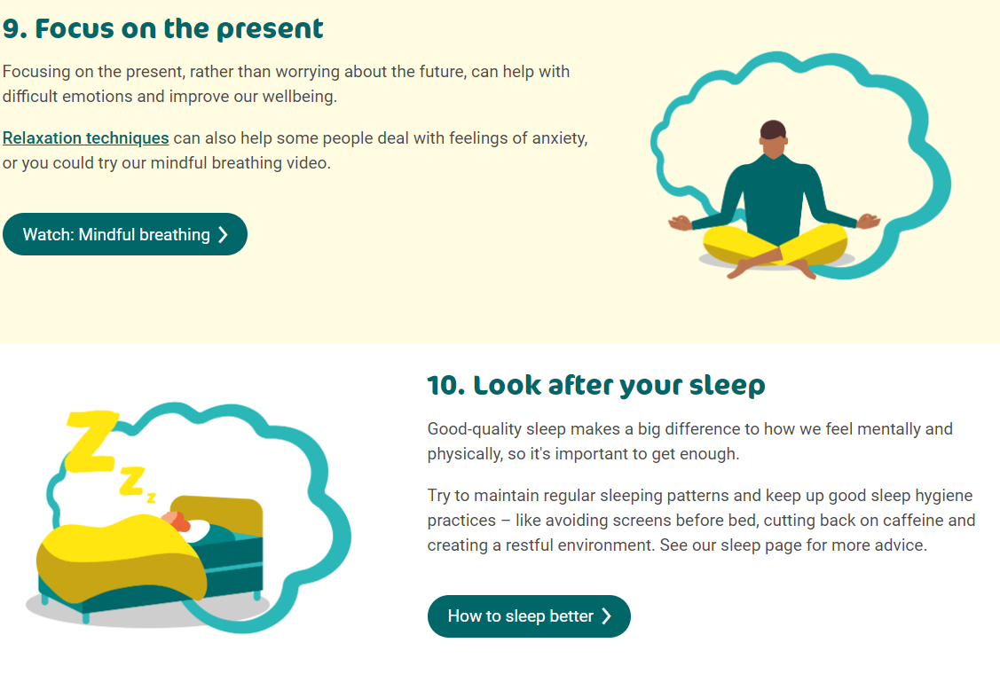 9. Focus on the present
Focusing on the present, rather than worrying about the future, can help with
difficult emotions and improve our wellbeing.
Relaxation techniques can also help some people deal with feelings of anxiety,
or you could try our mindful breathing video.
Watch: Mindful breathing
Z
z
z
10. Look after your sleep
Good-quality sleep makes a big difference to how we feel mentally and
physically, so it's important to get enough.
Try to maintain regular sleeping patterns and keep up good sleep hygiene
practices – like avoiding screens before bed, cutting back on caffeine and
creating a restful environment. See our sleep page for more advice.
How to sleep better